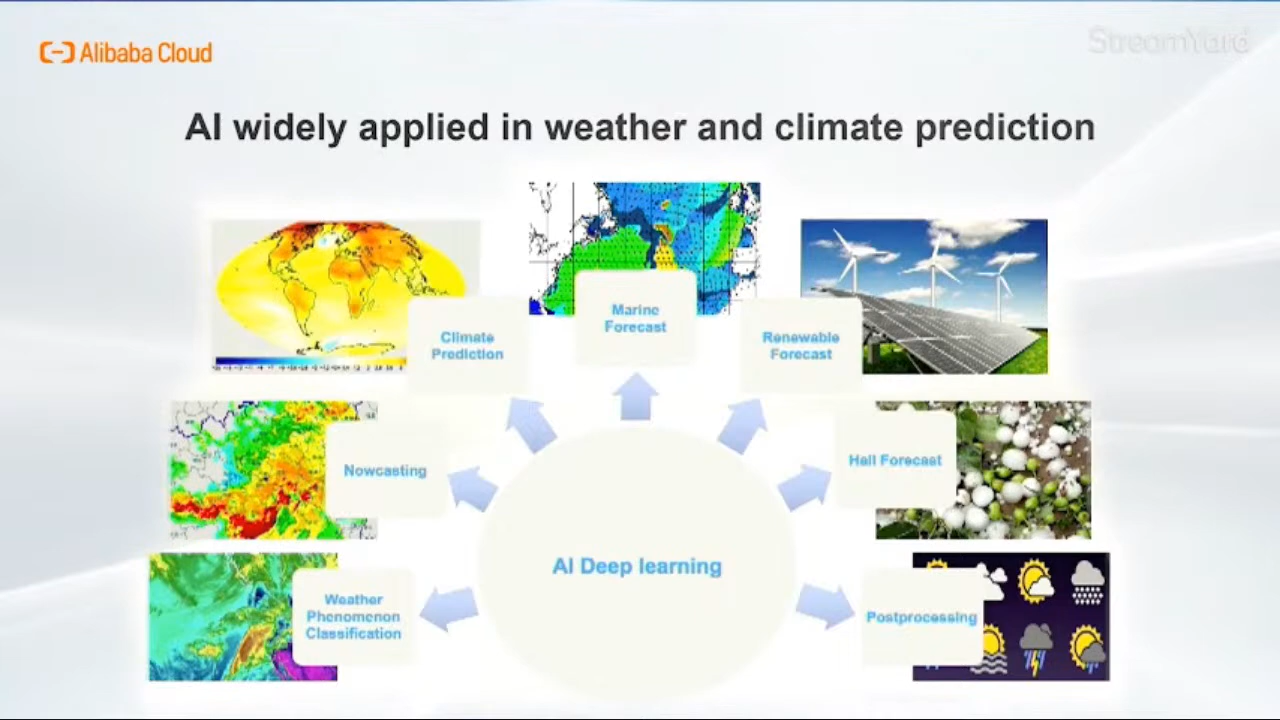 Alibaba Cloud
StreamYard
AI widely applied in weather and climate prediction
Marine
Forecast
Climate
Prediction
Renewable
Forecast
Nowcasting
Hail Forecast
AI Deep learning
Weather
Phenomenon
Classification
Postprocessing